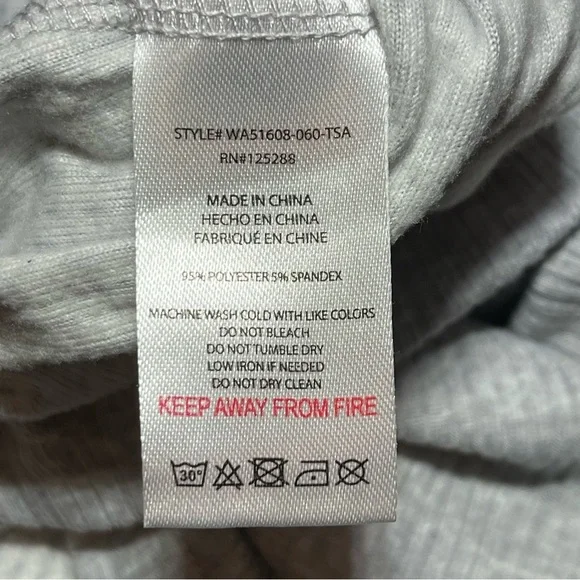 STYLE# WA51608-060-TSA
RN#125288
MADE IN CHINA
HECHO EN CHINA
FABRIQUÉ EN CHINE
95% POLYESTER 5% SPANDEX
MACHINE WASH COLD WITH LIKE COLORS
DO NOT BLEACH
DO NOT TUMBLE DRY
LOW IRON IF NEEDED
DO NOT DRY CLEAN
KEEP AWAY FROM FIRE
30°